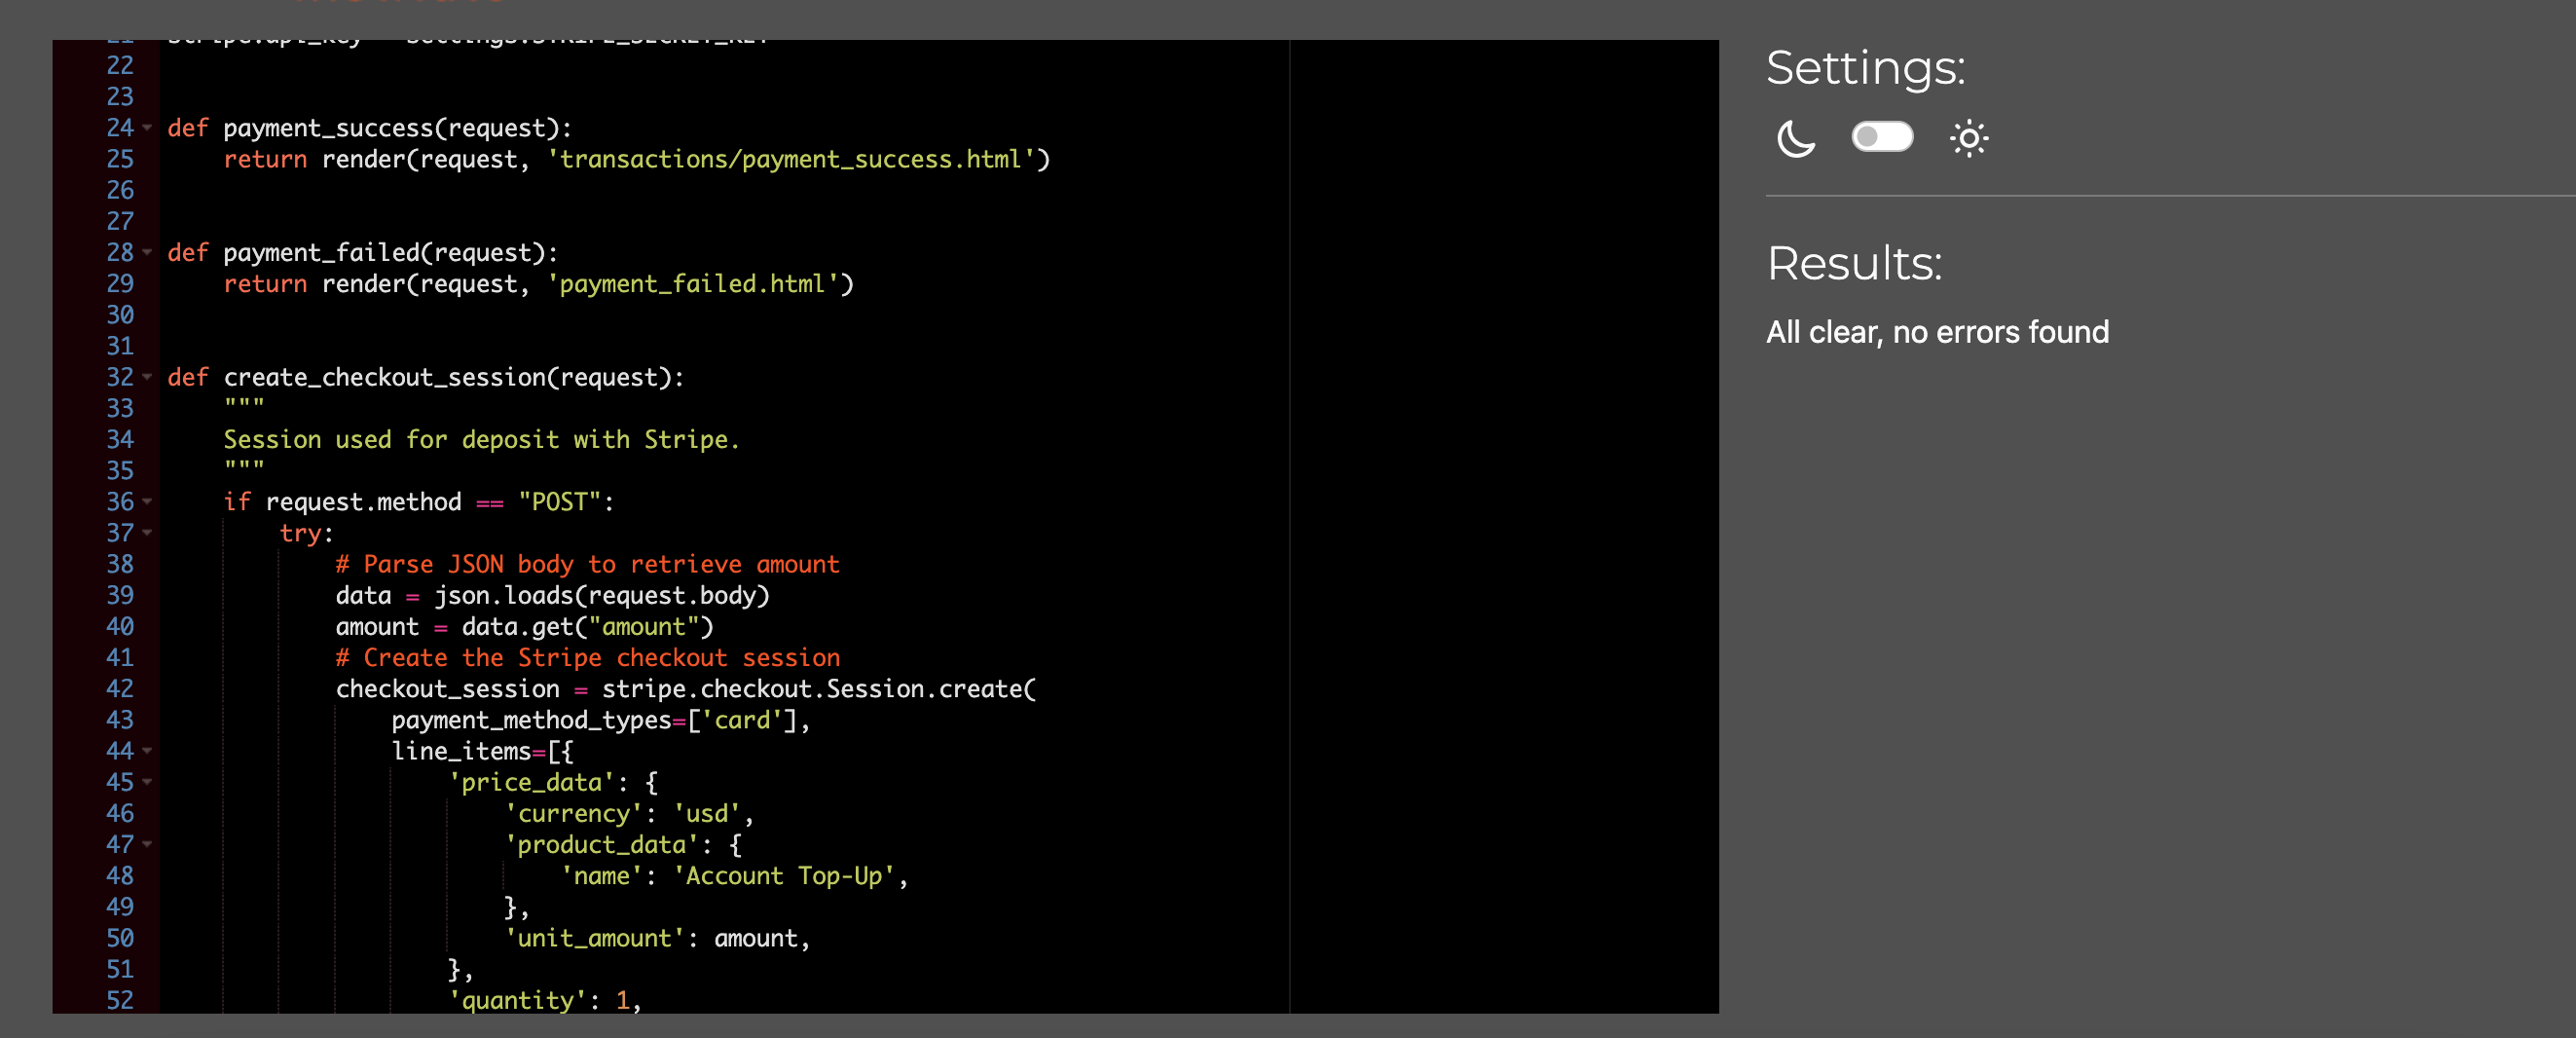 22
23
24 def payment_success(request):
25 return render(request, 'transactions/payment_success.html')
26
27
28 def payment_failed(request):
29 return render(request, 'payment_failed.html')
30
31
32 def create_checkout_session(request):
33 """
34 Session used for deposit with Stripe.
35 """
36 if request.method == "POST":
37 try:
38 # Parse JSON body to retrieve amount
39 data = json.loads(request.body)
40 amount = data.get("amount")
41 # Create the Stripe checkout session
42 checkout_session = stripe.checkout.Session.create(
43 payment_method_types=['card'],
44 line_items=[{
45 'price_data': {
46 'currency': 'usd',
47 'product_data': {
48 'name': 'Account Top-Up',
49 },
50 'unit_amount': amount,
51 },
52 'quantity': 1,
Settings:
Results:
All clear, no errors found